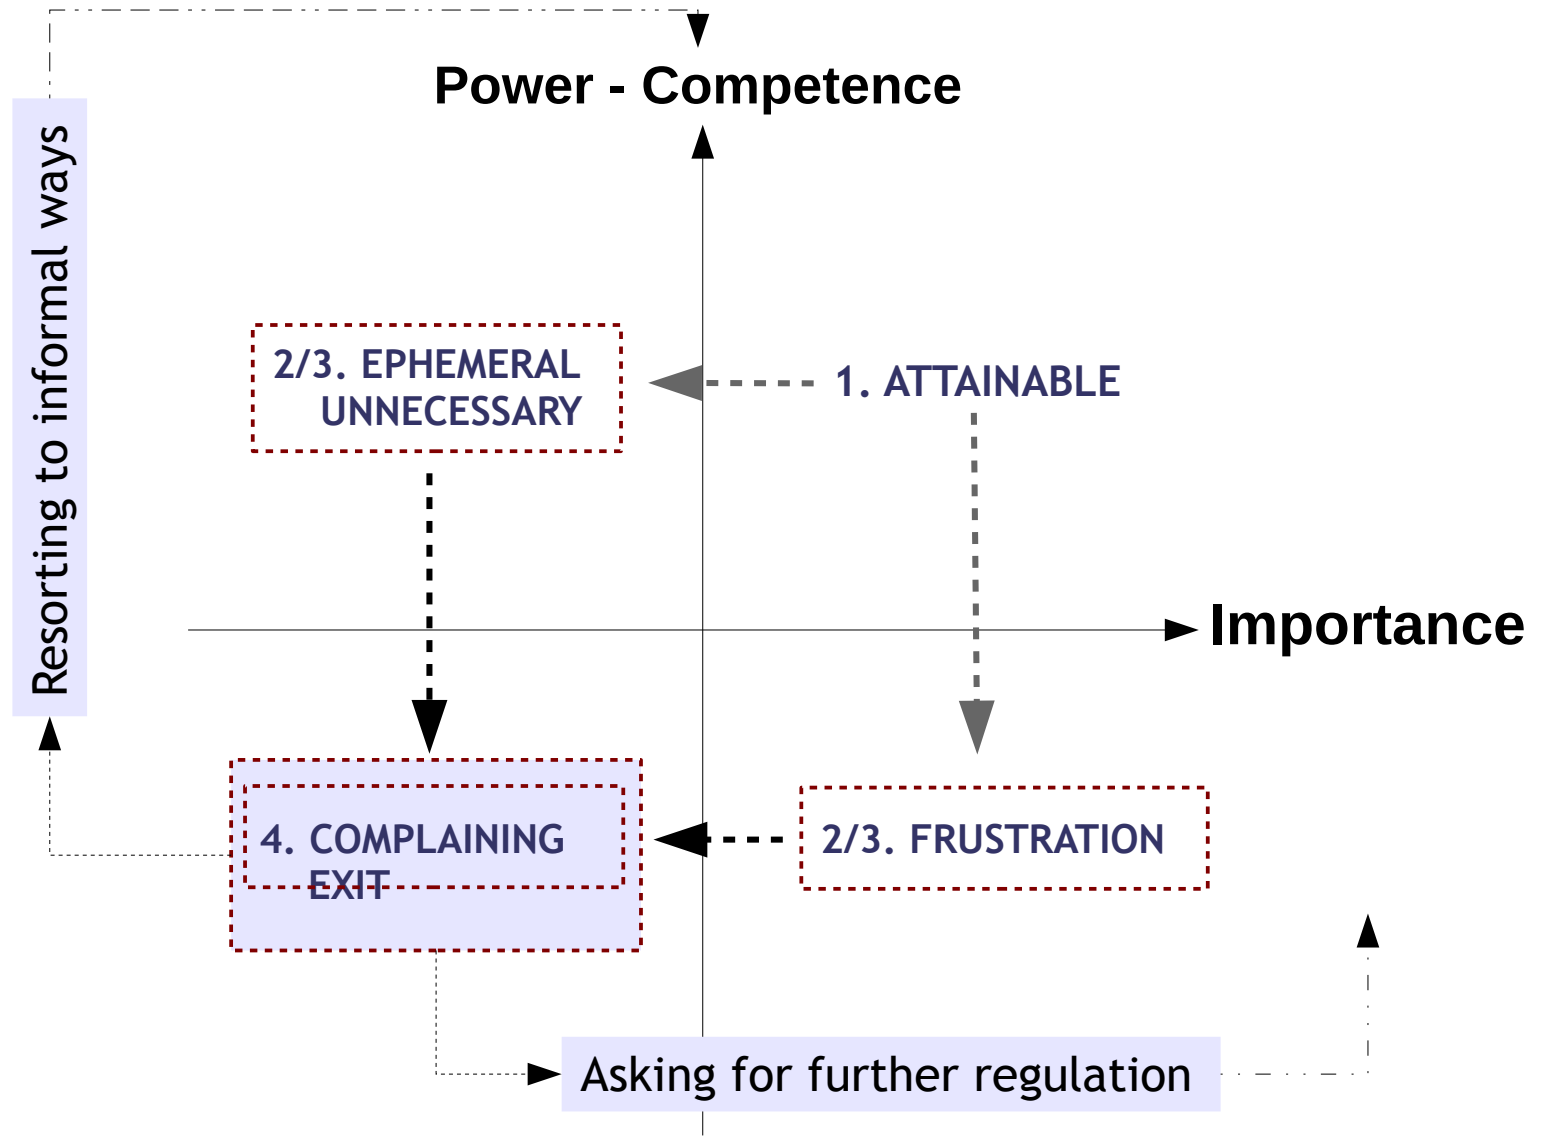 Power - Competence
Resorting to informal ways
2/3. EPHEMERAL
UNNECESSARY
1. ATTAINABLE
Importance
4. COMPLAINING
EXIT
2/3. FRUSTRATION
Asking for further regulation